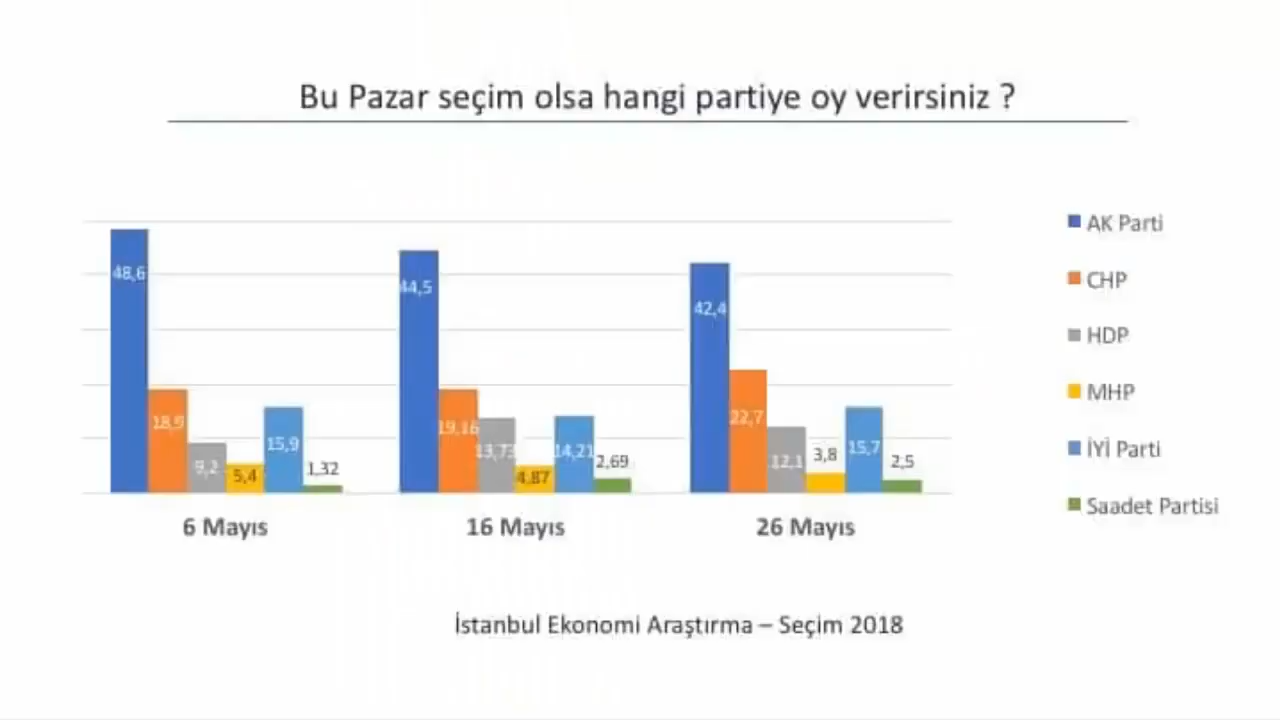 Bu Pazar seçim olsa hangi partiye oy verirsiniz ?
48,6
18,9
9,2
5,4
15,9
1,32
44,5
19,16
13,73
4,87
14,21
2,69
42,4
22,7
12,1
3,8
15,7
2,5
6 Mayıs
16 Mayıs
26 Mayıs
AK Parti
CHP
HDP
MHP
İYİ Parti
Saadet Partisi
İstanbul Ekonomi Araştırma – Seçim 2018